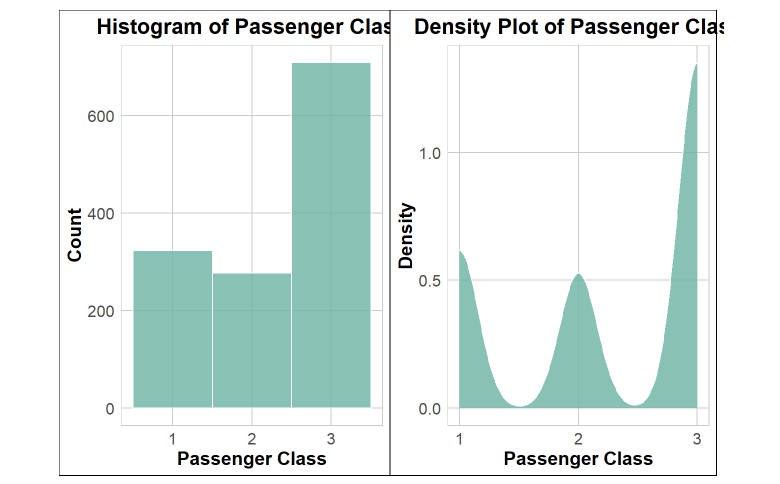 Histogram of Passenger Clas
Count
600
400
200
0
1 2 3
Passenger Class
Density Plot of Passenger Clas
Density
1.0
0.5
0.0
1 2 3
Passenger Class